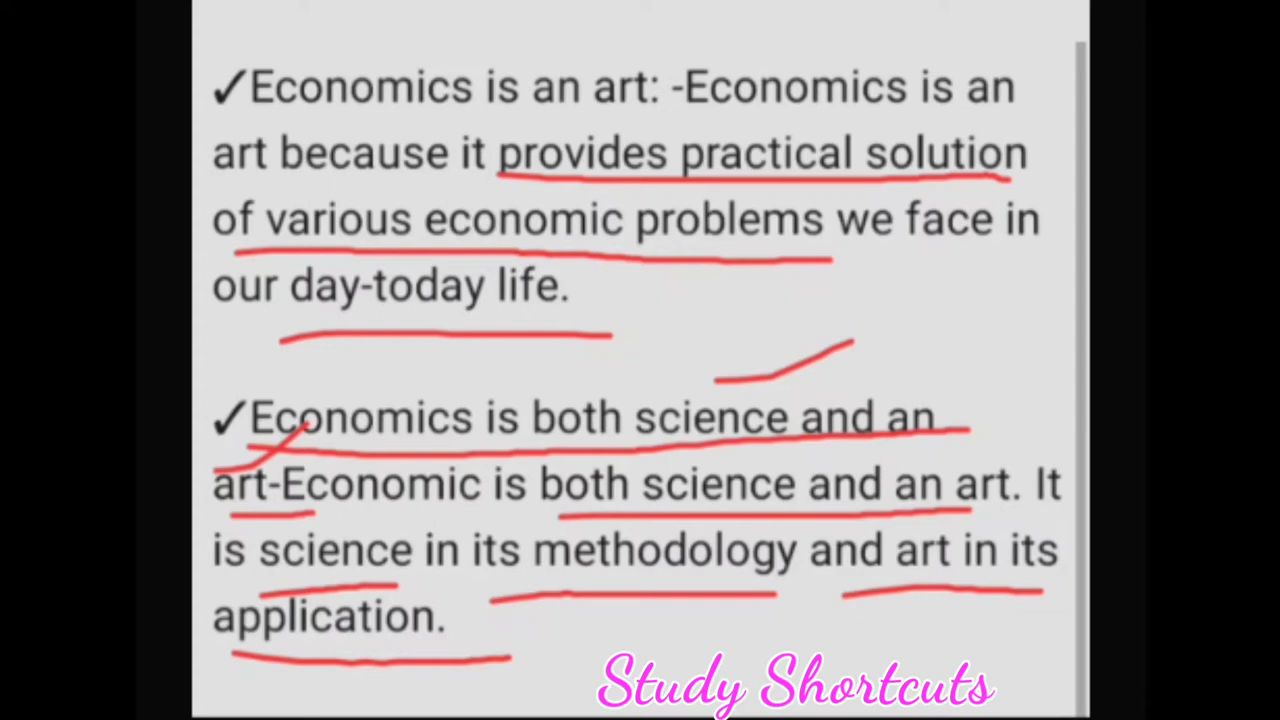 ✓Economics is an art: -Economics is an
art because it provides practical solution
of various economic problems we face in
our day-today life.
✓Economics is both science and an
art-Economic is both science and an art. It
is science in its methodology and art in its
application.
Study Shortcuts